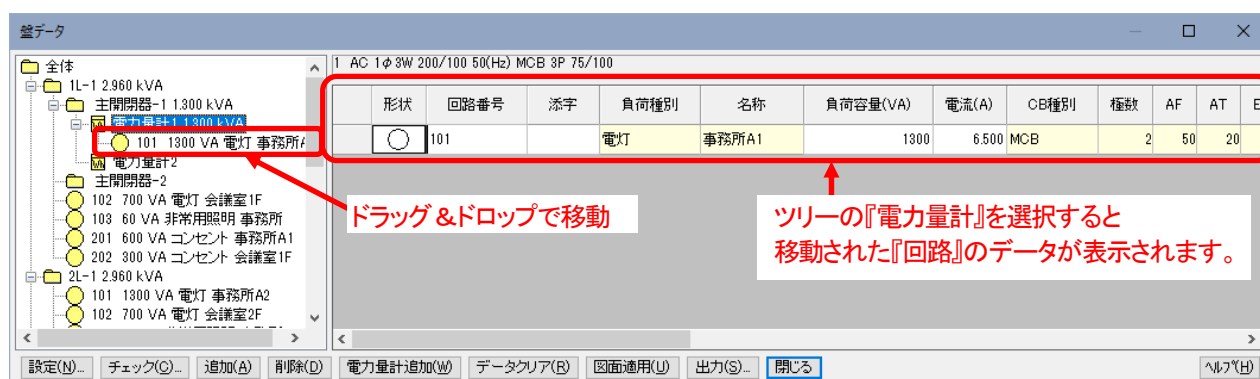 盤データ
全体
1L-1 2.960 kVA
主開閉器-1 1.300 kVA
電力量計1 1.300 kVA
101 1300 VA 電灯 事務所
電力量計2
主開閉器-2
102 700 VA 電灯 会議室1F
103 60 VA 非常用照明 事務所
201 600 VA コンセント 事務所A1
202 300 VA コンセント 会議室1F
2L-1 2.960 kVA
101 1300 VA 電灯 事務所A2
102 700 VA 電灯 会議室2F
1 AC 1φ3W 200/100 50(Hz) MCB 3P 75/100
形状 回路番号 添字 負荷種別 名称 負荷容量(VA) 電流(A) CB種別 極数 AF AT E
101 電灯 事務所A1 1300 6.500 MCB 2 50 20
ドラッグ&ドロップで移動
ツリーの『電力量計』を選択すると
移動された『回路』のデータが表示されます。
設定(N)... チェック(C)... 追加(A) 削除(D) 電力量計追加(W) データクリア(R) 図面適用(U) 出力(S)... 閉じる ヘルプ(H)